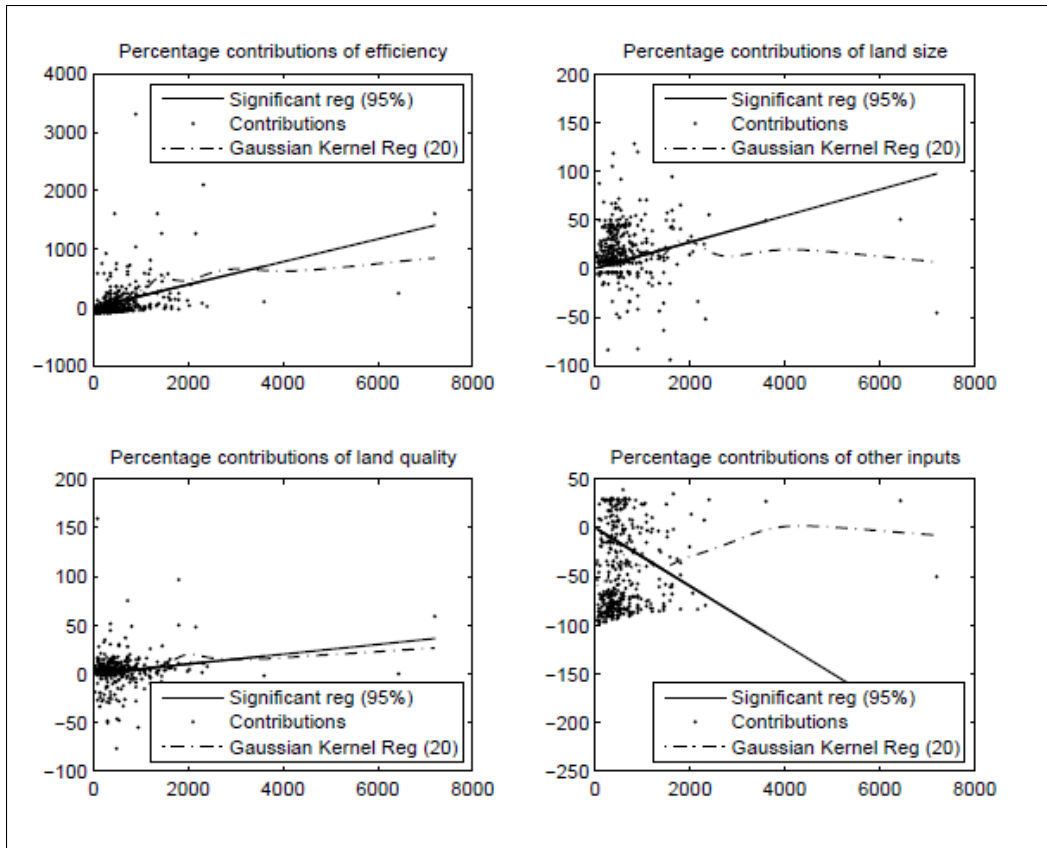 Percentage contributions of efficiency
4000
3000
2000
1000
0
−1000
0 2000 4000 6000 8000
Significant reg (95%)
Contributions
Gaussian Kernel Reg (20)
Percentage contributions of land size
200
150
100
50
0
−50
−100
0 2000 4000 6000 8000
Significant reg (95%)
Contributions
Gaussian Kernel Reg (20)
Percentage contributions of land quality
200
150
100
50
0
−50
−100
0 2000 4000 6000 8000
Significant reg (95%)
Contributions
Gaussian Kernel Reg (20)
Percentage contributions of other inputs
50
0
−50
−100
−150
−200
−250
0 2000 4000 6000 8000
Significant reg (95%)
Contributions
Gaussian Kernel Reg (20)